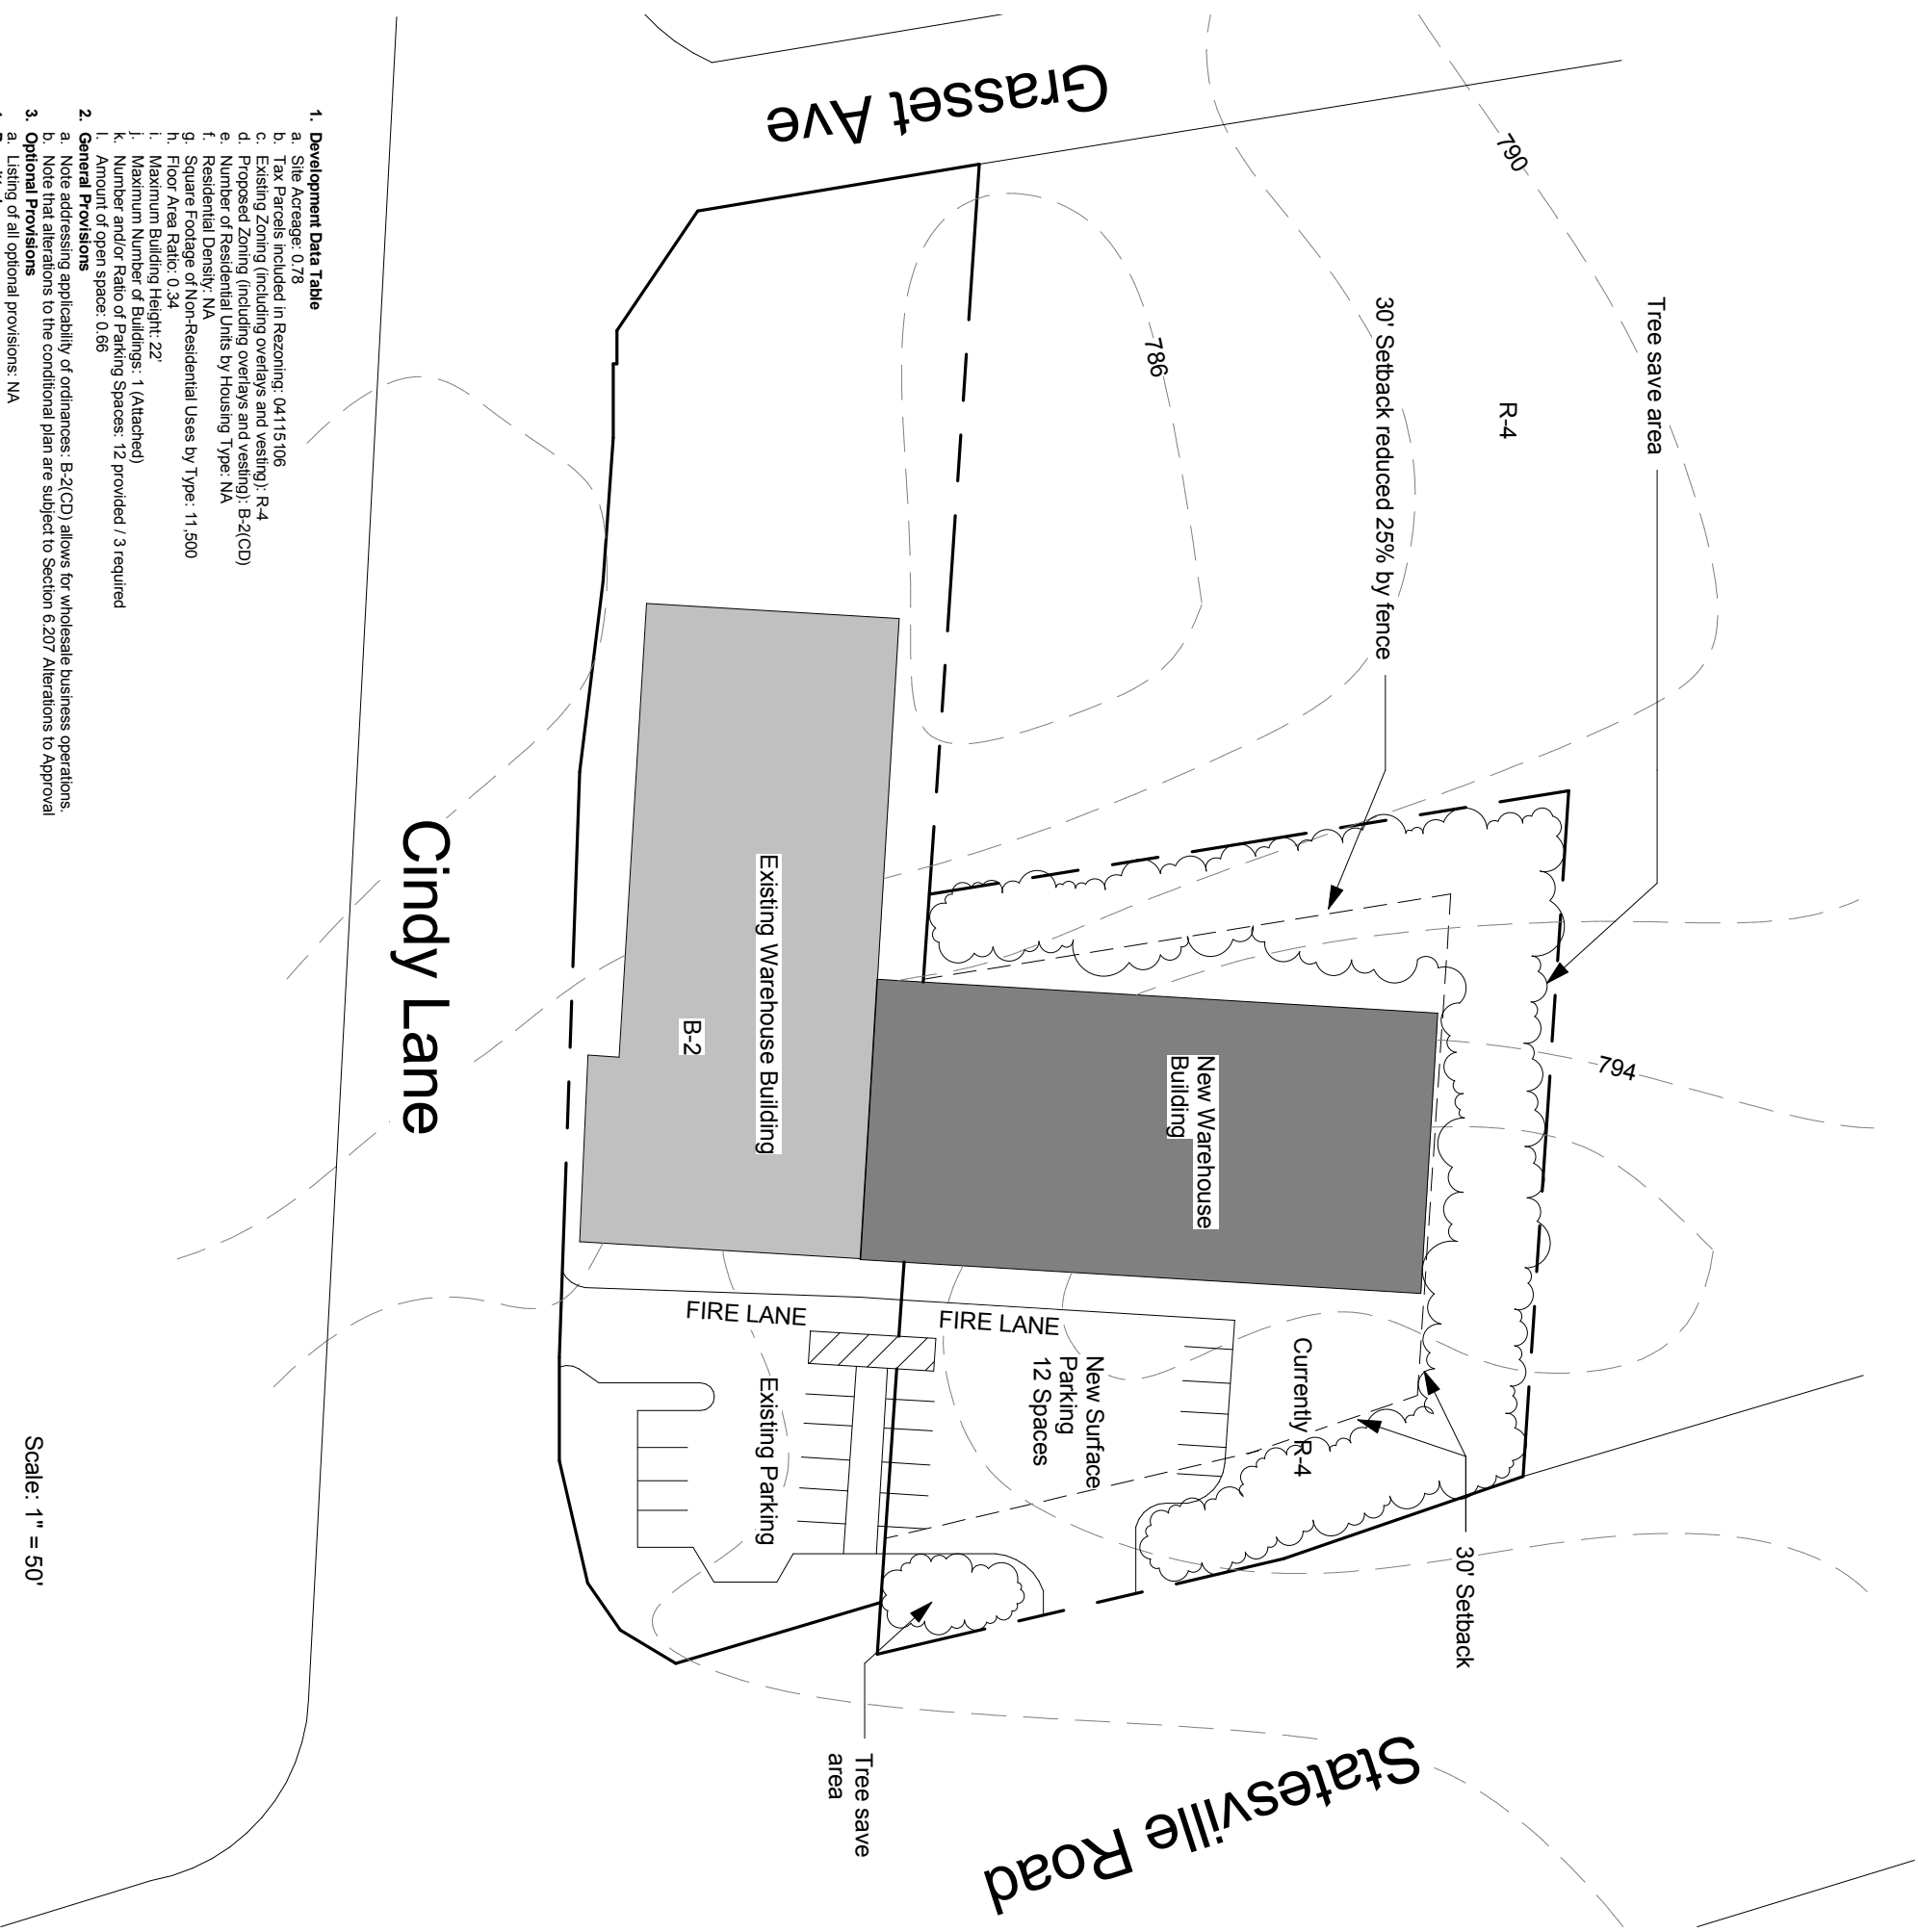 Grasset Ave
790
786
Tree save area
R-4
30' Setback reduced 25% by fence
794
New Warehouse
Building
Existing Warehouse Building
B-2
Cindy Lane
FIRE LANE
FIRE LANE
Currently R-4
New Surface
Parking
12 Spaces
Existing Parking
30' Setback
Tree save
area
Statesville Road
1. Development Data Table
a. Site Acreage: 0.78
b. Tax Parcels included in Rezoning: 04115106
c. Existing Zoning (including overlays and vesting): R-4
d. Proposed Zoning (including overlays and vesting): B-2(CD)
e. Number of Residential Units by Housing Type: NA
f. Residential Density: NA
g. Square Footage of Non-Residential Uses by Type: 11,500
h. Floor Area Ratio: 0.34
i. Maximum Building Height: 22'
j. Maximum Number of Buildings: 1 (Attached)
k. Number and/or Ratio of Parking Spaces: 12 provided / 3 required
l. Amount of open space: 0.66
2. General Provisions
a. Note addressing applicability of ordinances: B-2(CD) allows for wholesale business operations.
b. Note that alterations to the conditional plan are subject to Section 6.207 Alterations to Approval
3. Optional Provisions
a. Listing of all optional provisions: NA
Scale: 1" = 50'